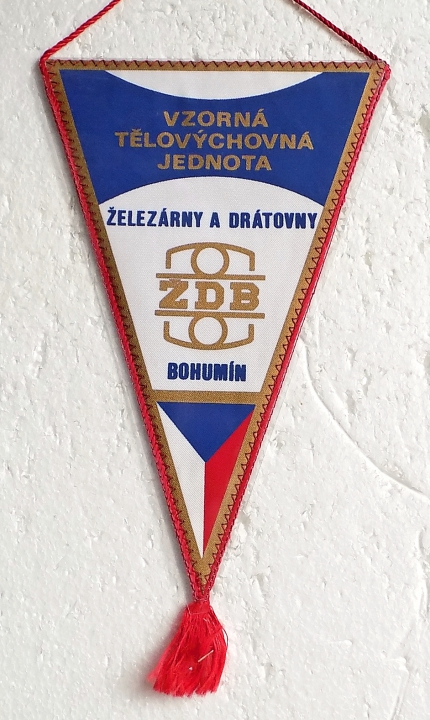 VZORNÁ
TĚLOVÝCHOVNÁ
JEDNOTA
ŽELEZÁRNY A DRÁTOVNY
ŽDB
BOHUMÍN